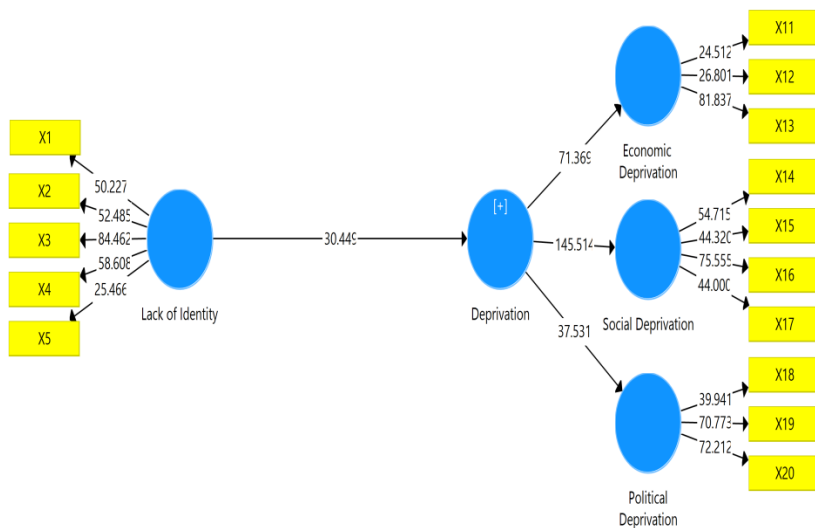 X1
X2
X3
X4
X5
50.227
52.485
84.462
58.608
25.466
Lack of Identity
30.449
[+]
Deprivation
71.369
145.514
37.531
Economic
Deprivation
24.512
26.801
81.837
X11
X12
X13
Social Deprivation
54.715
44.320
75.555
44.000
X14
X15
X16
X17
Political
Deprivation
39.941
70.773
72.212
X18
X19
X20